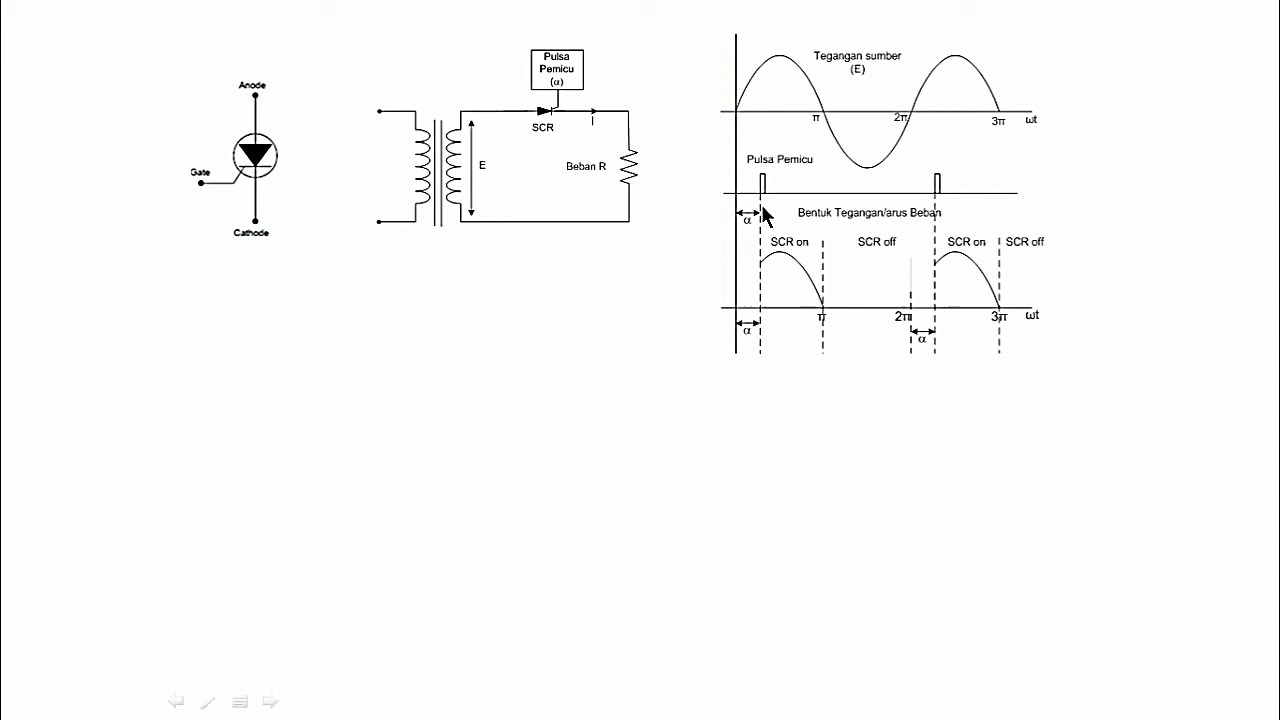 Anode
Gate
Cathode
Pulsa
Pemicu
(α)
SCR
I
E
Beban R
Tegangan sumber
(E)
π
2π
3π
ωt
Pulsa Pemicu
α
Bentuk Tegangan/arus Beban
SCR on
SCR off
SCR on
SCR off
π
2π
3π
ωt
α
α